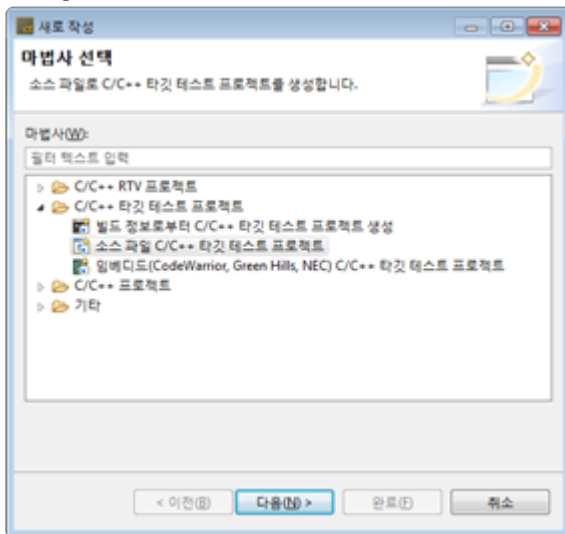 새로 작성
마법사 선택
소스 파일로 C/C++ 타깃 테스트 프로젝트를 생성합니다.
마법사(W):
필터 텍스트 입력
C/C++ RTV 프로젝트
C/C++ 타깃 테스트 프로젝트
빌드 정보로부터 C/C++ 타깃 테스트 프로젝트 생성
소스 파일 C/C++ 타깃 테스트 프로젝트
임베디드(CodeWarrior, Green Hills, NEC) C/C++ 타깃 테스트 프로젝트
C/C++ 프로젝트
기타
< 이전(B) 다음(N) > 완료(F) 취소